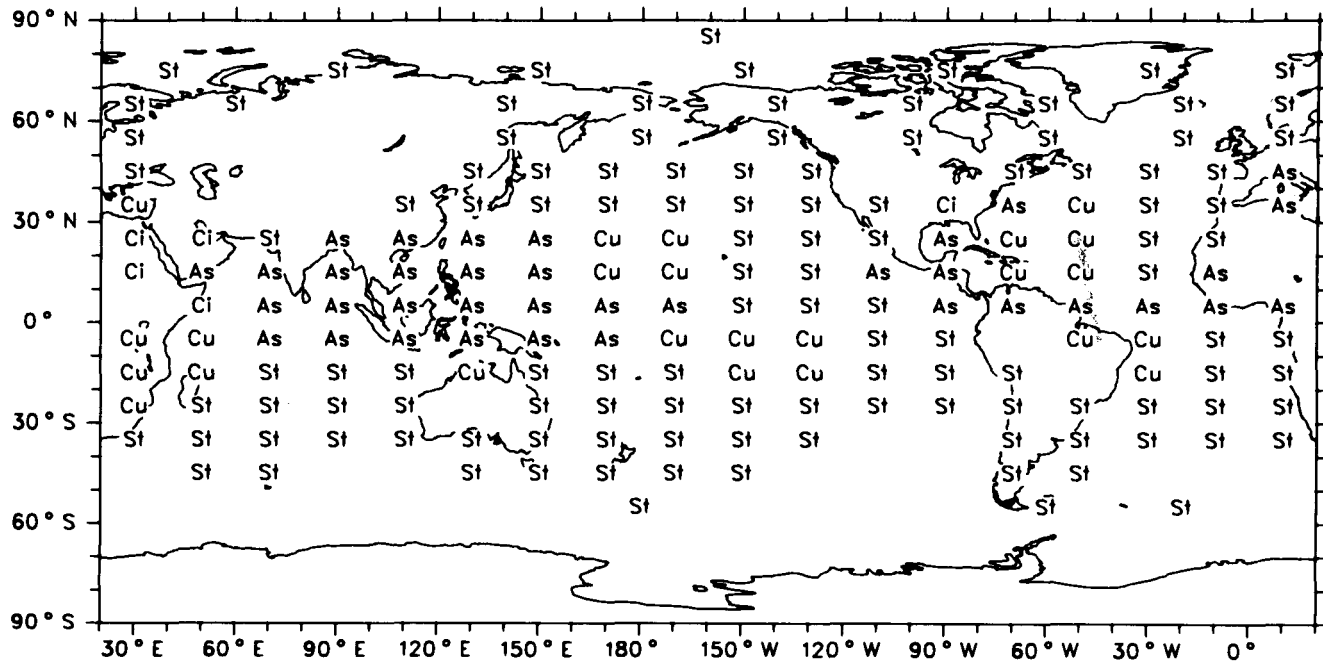 90° N
St
St St St St St St St
St St St St St St St St St
60° N
St St St St St St St St
St St St St St St St St St St St As
Cu St St St St St St St St Ci As Cu St St As
30° N
Ci Ci St As As As As Cu Cu St St St As Cu Cu St St
Ci As As As As As As Cu Cu St St As As Cu Cu St As
Ci As As As As As As As St St St As As As As As As
0°
Cu Cu As As As As As As Cu Cu Cu St St Cu Cu St St
Cu Cu St St St Cu St St St Cu Cu St St St Cu St St
Cu St St St St St St St St St St St St St St St St
30° S
St St St St St St St St St St St St St St St St
St St St St St St St St St
St St St
60° S
90° S
30° E 60° E 90° E 120° E 150° E 180° 150° W 120° W 90° W 60° W 30° W 0°